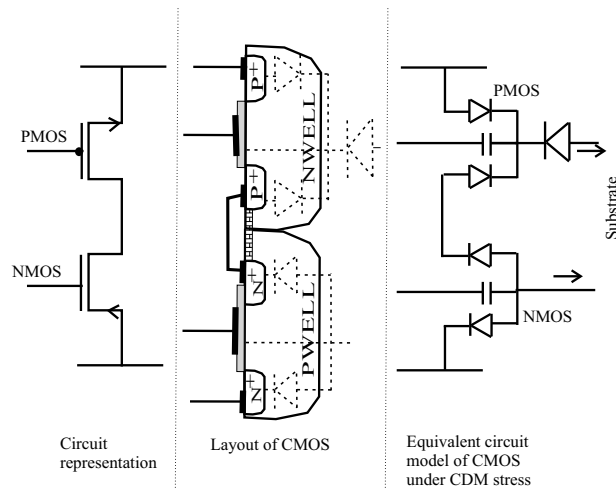 PMOS
NMOS
P+
NWELL
P+
N+
PWELL
N+
PMOS
Substrate
NMOS
Circuit
representation
Layout of CMOS
Equivalent circuit
model of CMOS
under CDM stress